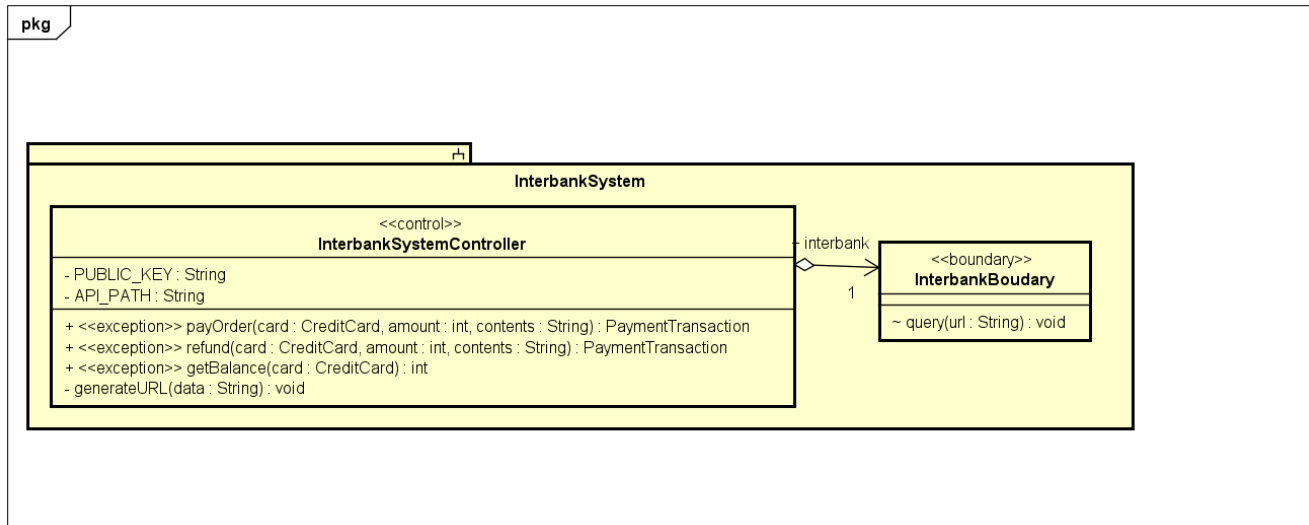 pkg
InterbankSystem
<<control>>
InterbankSystemController
- PUBLIC_KEY : String
- API_PATH : String
+ <<exception>> payOrder(card : CreditCard, amount : int, contents : String) : PaymentTransaction
+ <<exception>> refund(card : CreditCard, amount : int, contents : String) : PaymentTransaction
+ <<exception>> getBalance(card : CreditCard) : int
- generateURL(data : String) : void
- interbank
1
<<boundary>>
InterbankBoudary
~ query(url : String) : void